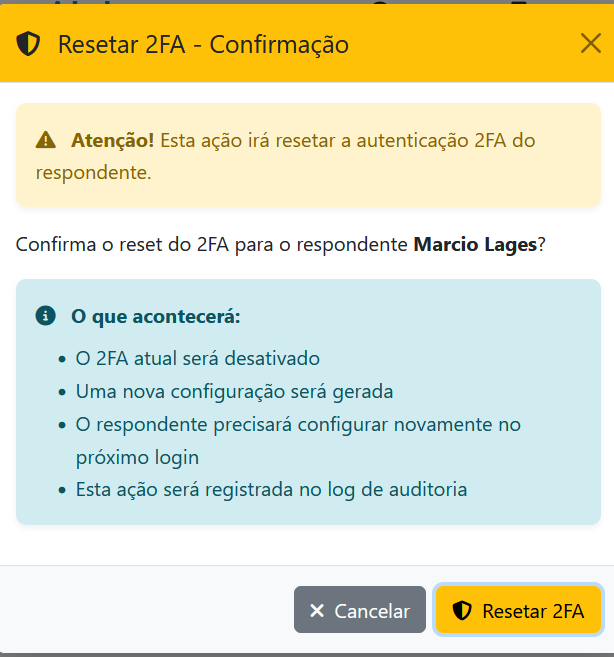 Resetar 2FA - Confirmação
Atenção! Esta ação irá resetar a autenticação 2FA do
respondente.
Confirma o reset do 2FA para o respondente Marcio Lages?
O que acontecerá:
• O 2FA atual será desativado
• Uma nova configuração será gerada
• O respondente precisará configurar novamente no
próximo login
• Esta ação será registrada no log de auditoria
Cancelar
Resetar 2FA